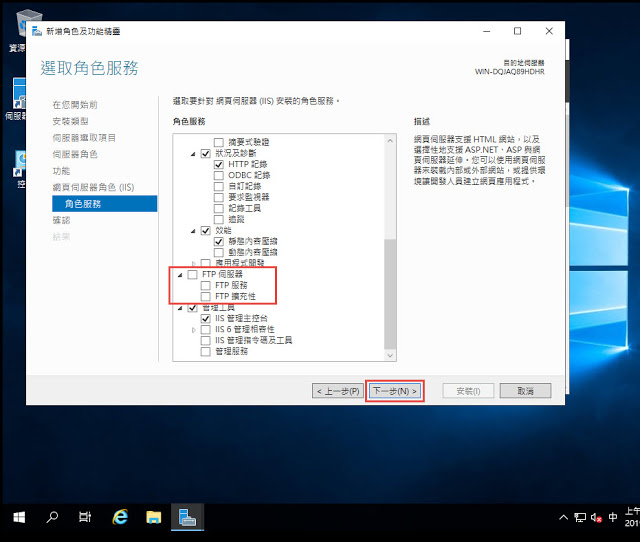 資源
伺服器
控
新增角色及功能精靈
選取角色服務
目的地伺服器
WIN-DQJAQ89HDHR
在您開始前
安裝類型
伺服器選取項目
伺服器角色
功能
網頁伺服器角色 (IIS)
角色服務
確認
結果
選取要針對 網頁伺服器 (IIS) 安裝的角色服務。
角色服務
摘要式驗證
狀況及診斷
HTTP 記錄
ODBC 記錄
自訂記錄
要求監視器
記錄工具
追蹤
效能
靜態內容壓縮
動態內容壓縮
應用程式開發
FTP 伺服器
FTP 服務
FTP 擴充性
管理工具
IIS 管理主控台
IIS 6 管理相容性
IIS 管理指令碼及工具
管理服務
描述
網頁伺服器支援 HTML 網站，以及
選擇性地支援 ASP.NET、ASP 與網
頁伺服器延伸。您可以使用網頁伺服
器來裝載內部或外部網站，或提供環
境讓開發人員建立網頁應用程式。
< 上一步(P)
下一步(N) >
安裝(I)
取消
中
上午
201